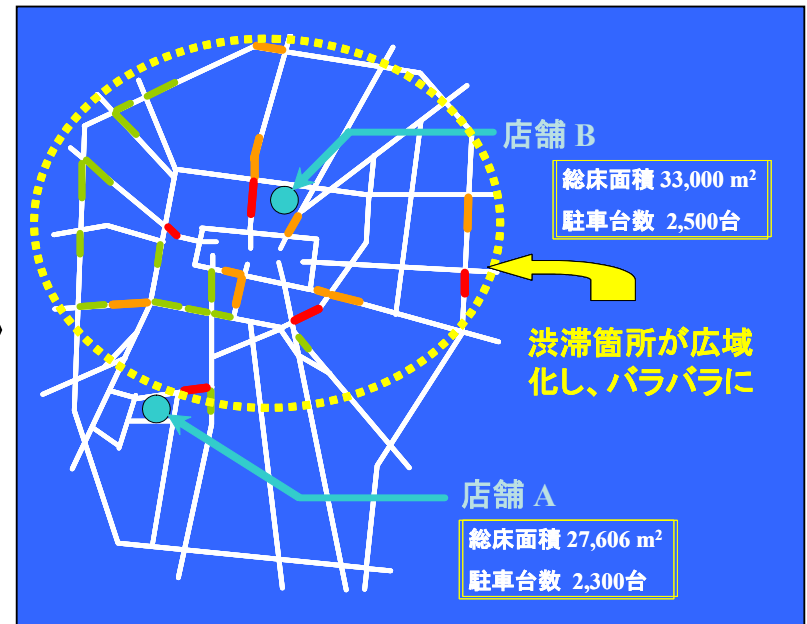 店舗 B
総床面積 33,000 m²
駐車台数 2,500台
渋滞箇所が広域
化し、バラバラに
店舗 A
総床面積 27,606 m²
駐車台数 2,300台